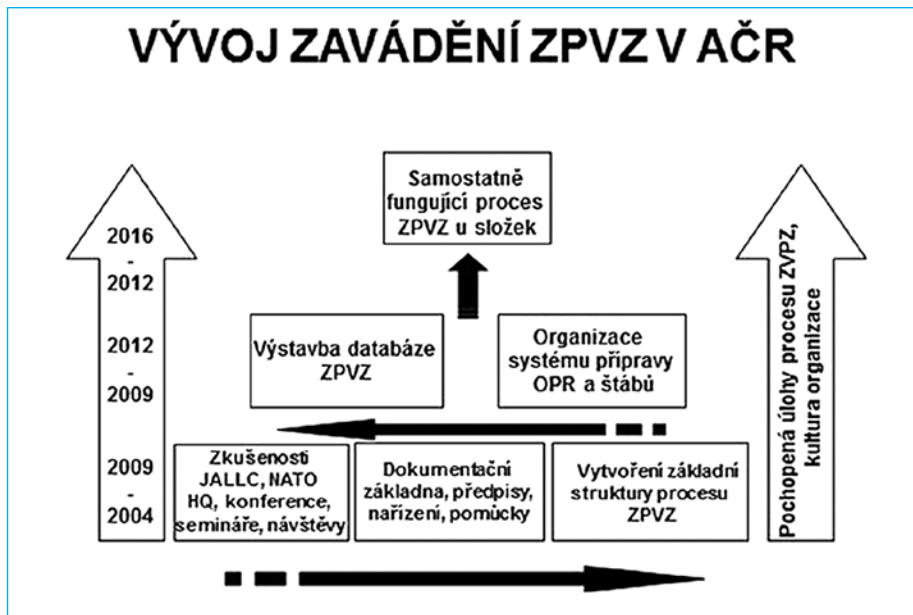 VÝVOJ ZAVÁDĚNÍ ZPVZ V AČR
Samostatně
fungující proces
ZPVZ u složek
2016
-
2012
Výstavba databáze
ZPVZ
Organizace
systému přípravy
OPR a štábů
2012
-
2009
Zkušenosti
JALLC, NATO
HQ, konference,
semináře, návštěvy
Dokumentační
základna, předpisy,
nařízení, pomůcky
Vytvoření základní
struktury procesu
ZPVZ
2009
-
2004
Pochopená úlohy procesu ZVPZ,
kultura organizace